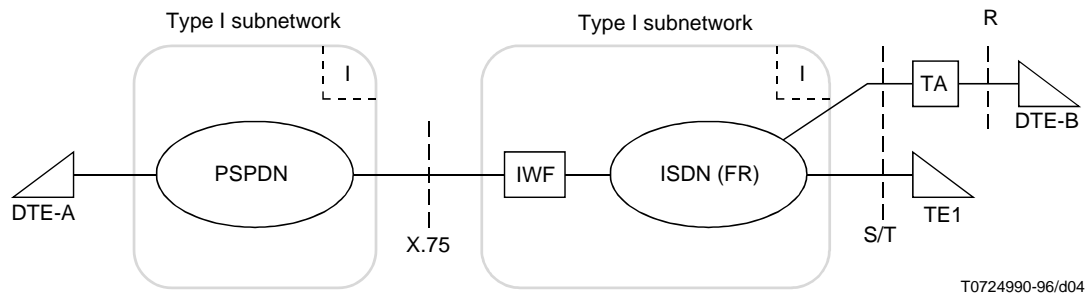 Type I subnetwork
Type I subnetwork
R
I
I
TA
DTE-B
PSPDN
IWF
ISDN (FR)
DTE-A
TE1
X.75
S/T
T0724990-96/d04